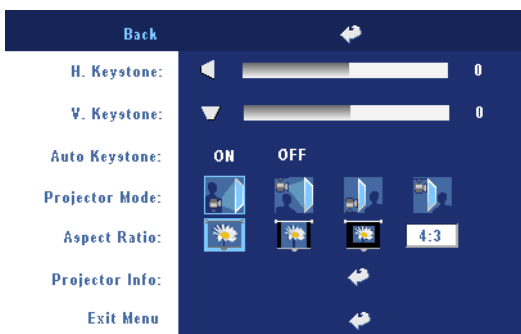 Back
H. Keystone: 0
V. Keystone: 0
Auto Keystone: ON OFF
Projector Mode:
Aspect Ratio: 4:3
Projector Info:
Exit Menu